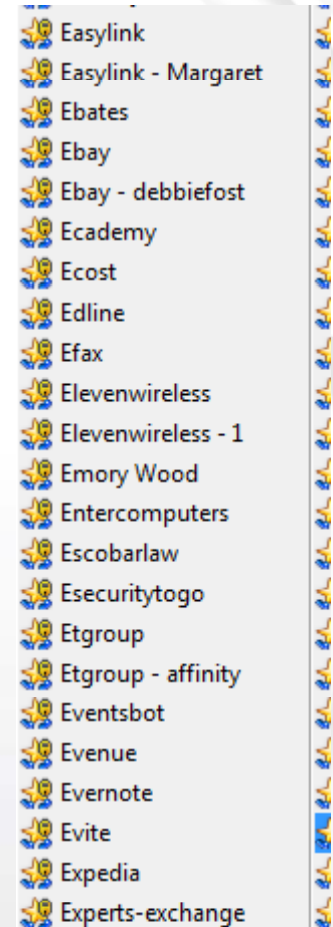 Easylink
Easylink - Margaret
Ebates
Ebay
Ebay - debbiefost
Ecademy
Ecost
Edline
Efax
Elevenwireless
Elevenwireless - 1
Emory Wood
Entercomputers
Escobarlaw
Esecuritytogo
Etgroup
Etgroup - affinity
Eventsbot
Evenue
Evernote
Evite
Expedia
Experts-exchange